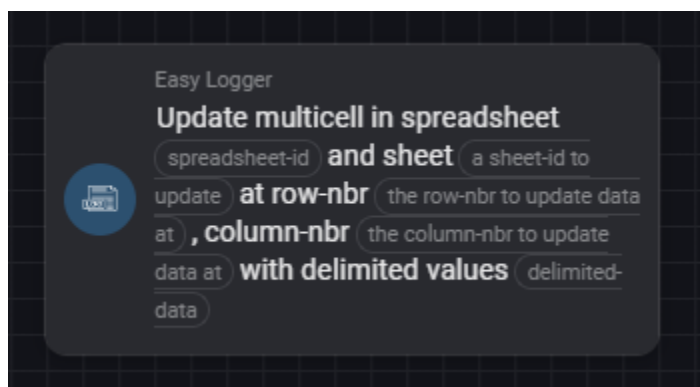 Easy Logger
Update multicell in spreadsheet
spreadsheet-id and sheet a sheet-id to
update at row-nbr the row-nbr to update data
at , column-nbr the column-nbr to update
data at with delimited values delimited-
data